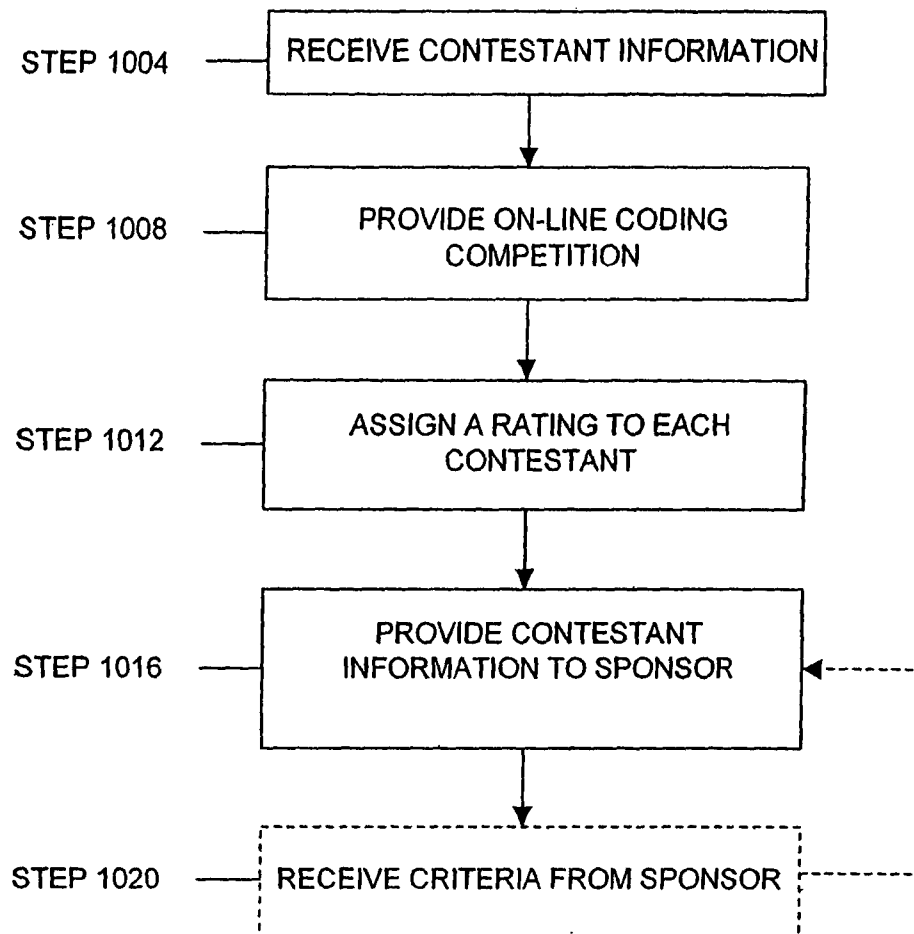 STEP 1004
RECEIVE CONTESTANT INFORMATION
STEP 1008
PROVIDE ON-LINE CODING
COMPETITION
STEP 1012
ASSIGN A RATING TO EACH
CONTESTANT
STEP 1016
PROVIDE CONTESTANT
INFORMATION TO SPONSOR
STEP 1020
RECEIVE CRITERIA FROM SPONSOR